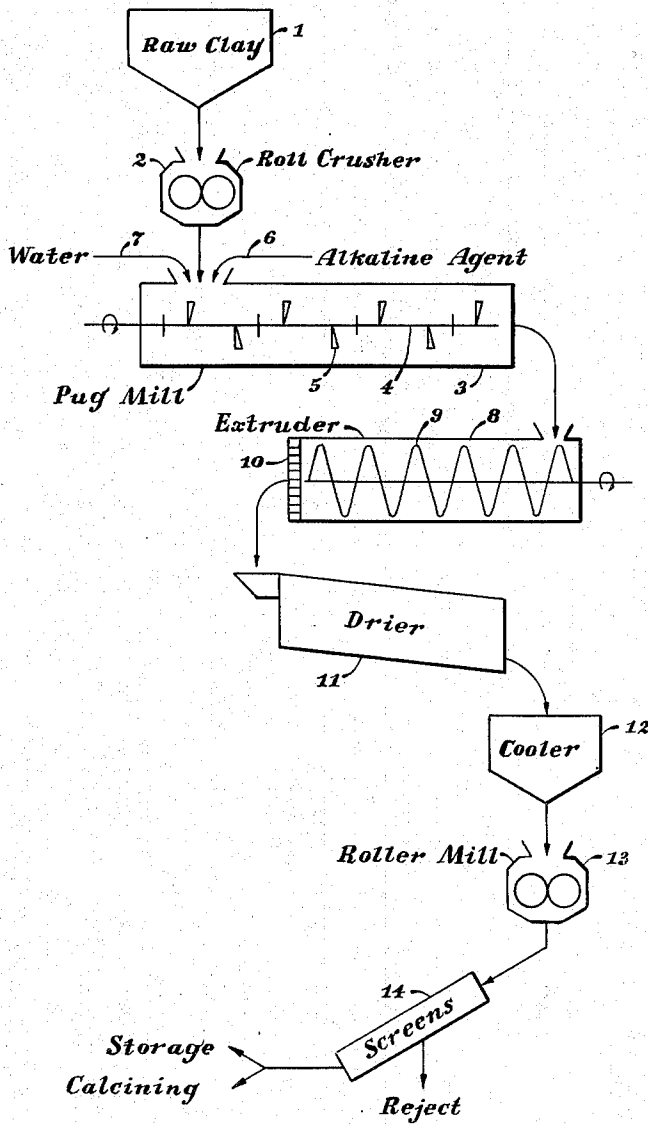 1
Raw Clay
2
Roll Crusher
7
6
Water
Alkaline Agent
5
4
3
Pug Mill
Extruder
9
8
10
Drier
11
12
Cooler
Roller Mill
13
14
Screens
Storage
Calcining
Reject